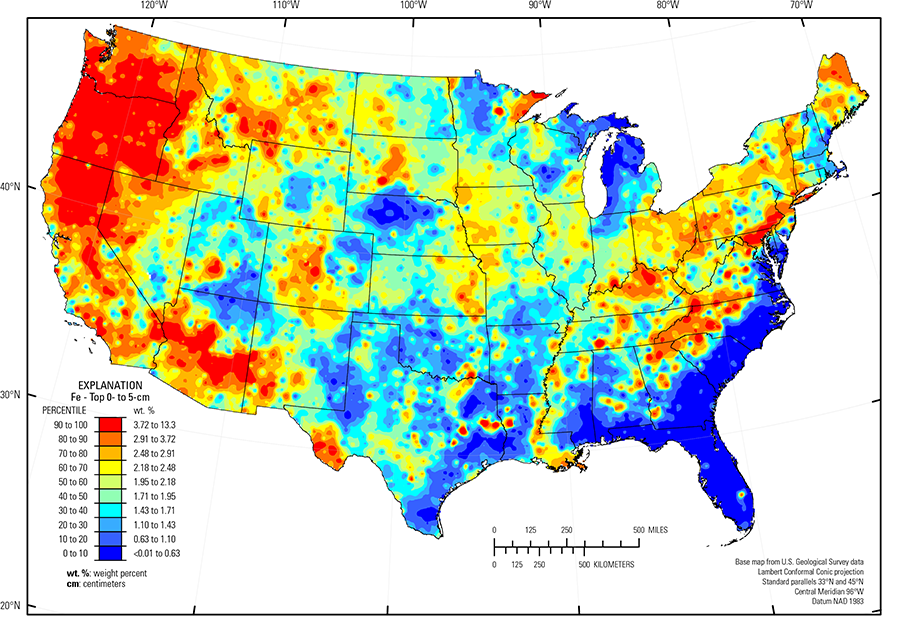 120°W 110°W 100°W 90°W 80°W 70°W
40°N 40°N
30°N 30°N
20°N 20°N
EXPLANATION
Fe - Top 0- to 5-cm
PERCENTILE wt. %
90 to 100 3.72 to 13.3
80 to 90 2.91 to 3.72
70 to 80 2.48 to 2.91
60 to 70 2.18 to 2.48
50 to 60 1.95 to 2.18
40 to 50 1.71 to 1.95
30 to 40 1.43 to 1.71
20 to 30 1.10 to 1.43
10 to 20 0.63 to 1.10
0 to 10 <0.01 to 0.63
wt. %: weight percent
cm: centimeters
0 125 250 500 MILES
0 125 250 500 KILOMETERS
Base map from U.S. Geological Survey data
Lambert Conformal Conic projection
Standard parallels 33°N and 45°N
Central Meridian 96°W
Datum NAD 1983